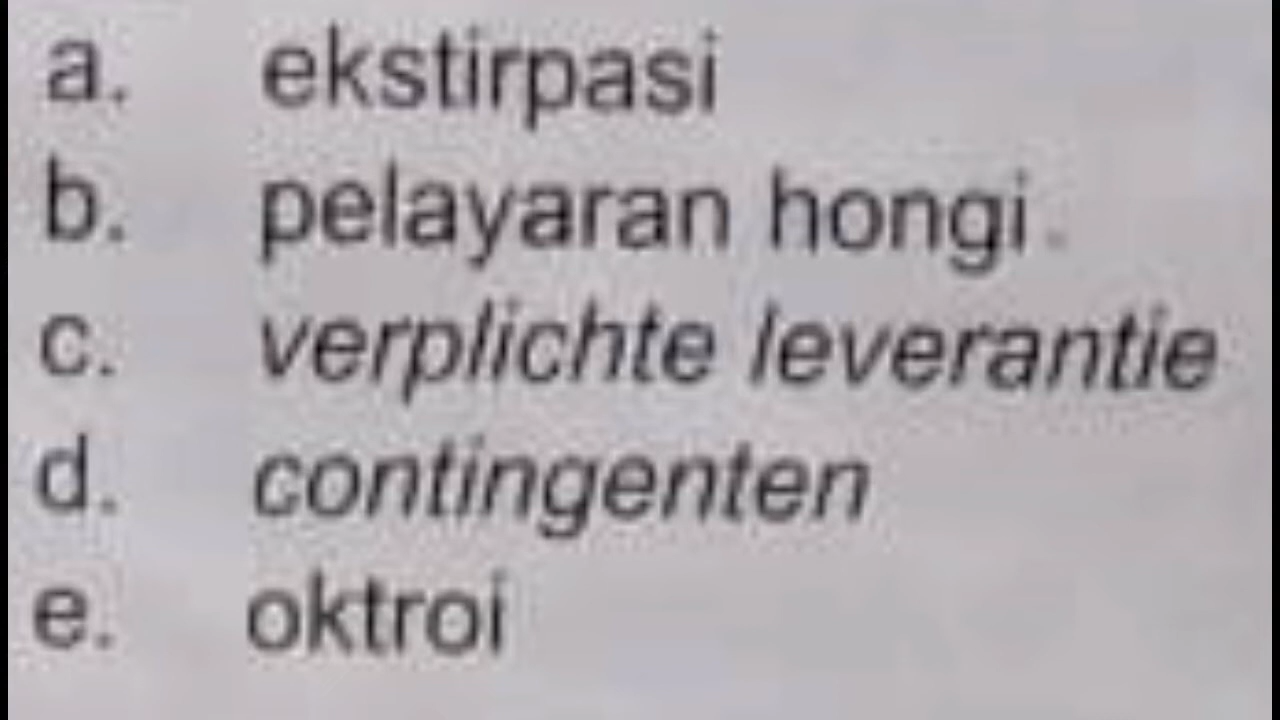 a. ekstirpasi
b. pelayaran hongi
c. verplichte leverantie
d. contingenten
e. oktroi